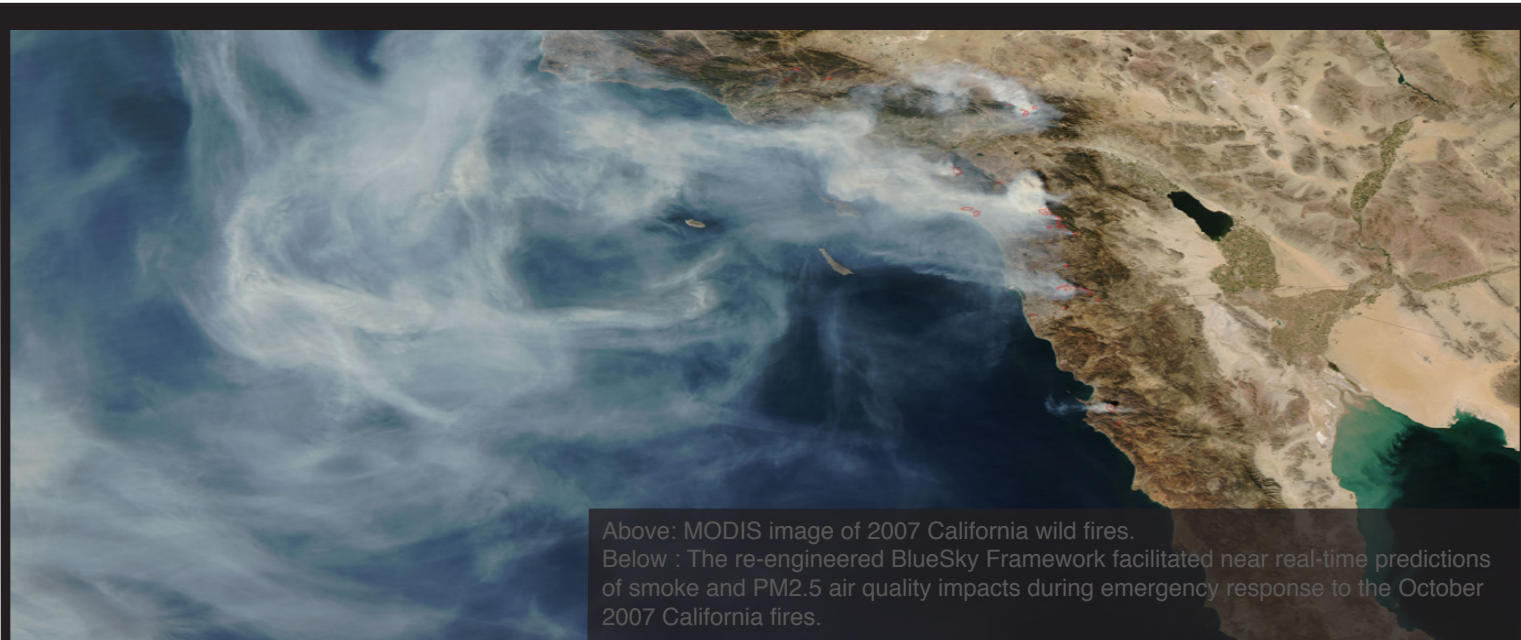 Above: MODIS image of 2007 California wild fires.
Below : The re-engineered BlueSky Framework facilitated near real-time predictions
of smoke and PM2.5 air quality impacts during emergency response to the October
2007 California fires.